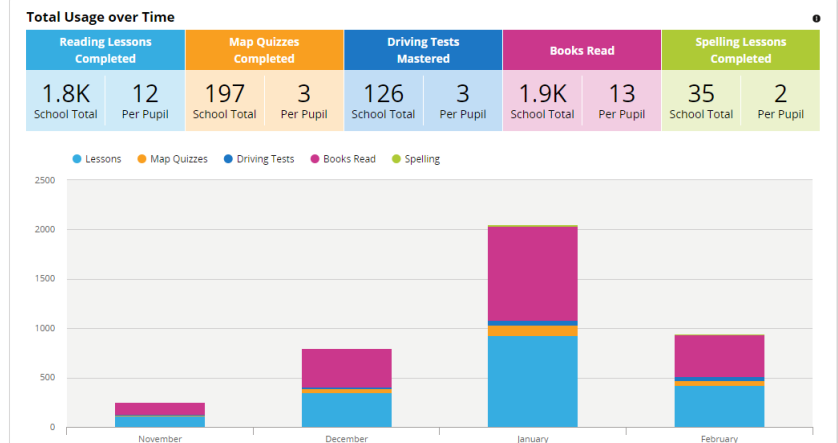 Total Usage over Time
Reading Lessons Completed
Map Quizzes Completed
Driving Tests Mastered
Books Read
Spelling Lessons Completed
1.8K 12 197 3 126 3 1.9K 13 35 2
School Total Per Pupil School Total Per Pupil School Total Per Pupil School Total Per Pupil School Total Per Pupil
Lessons Map Quizzes Driving Tests Books Read Spelling
2500
2000
1500
1000
500
0
November December January February